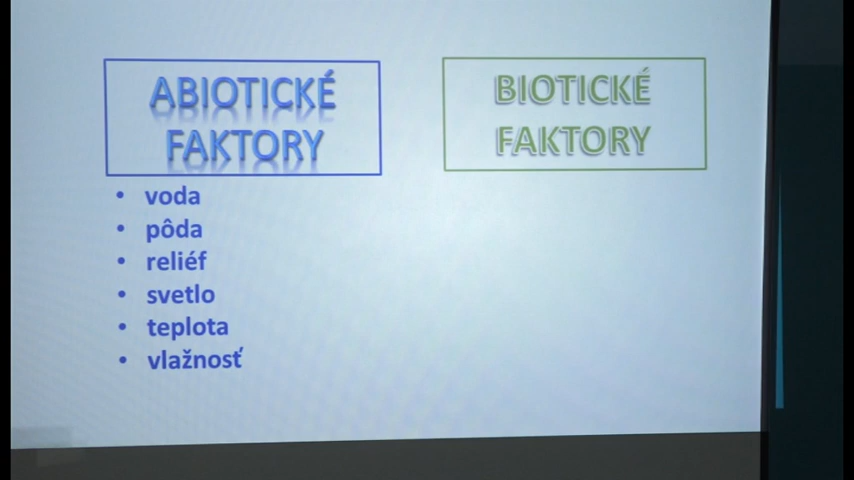 ABIOTICKÉ
FAKTORY
• voda
• pôda
• reliéf
• svetlo
• teplota
• vlažnosť
BIOTICKÉ
FAKTORY